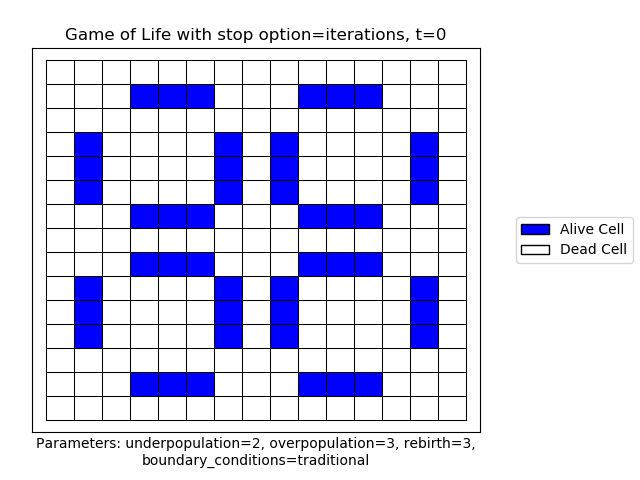 Game of Life with stop option=iterations, t=0
Alive Cell
Dead Cell
Parameters: underpopulation=2, overpopulation=3, rebirth=3,
boundary_conditions=traditional